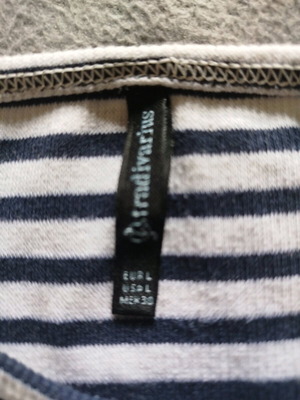 stradivarius
EUR L
USA L
MEX 30